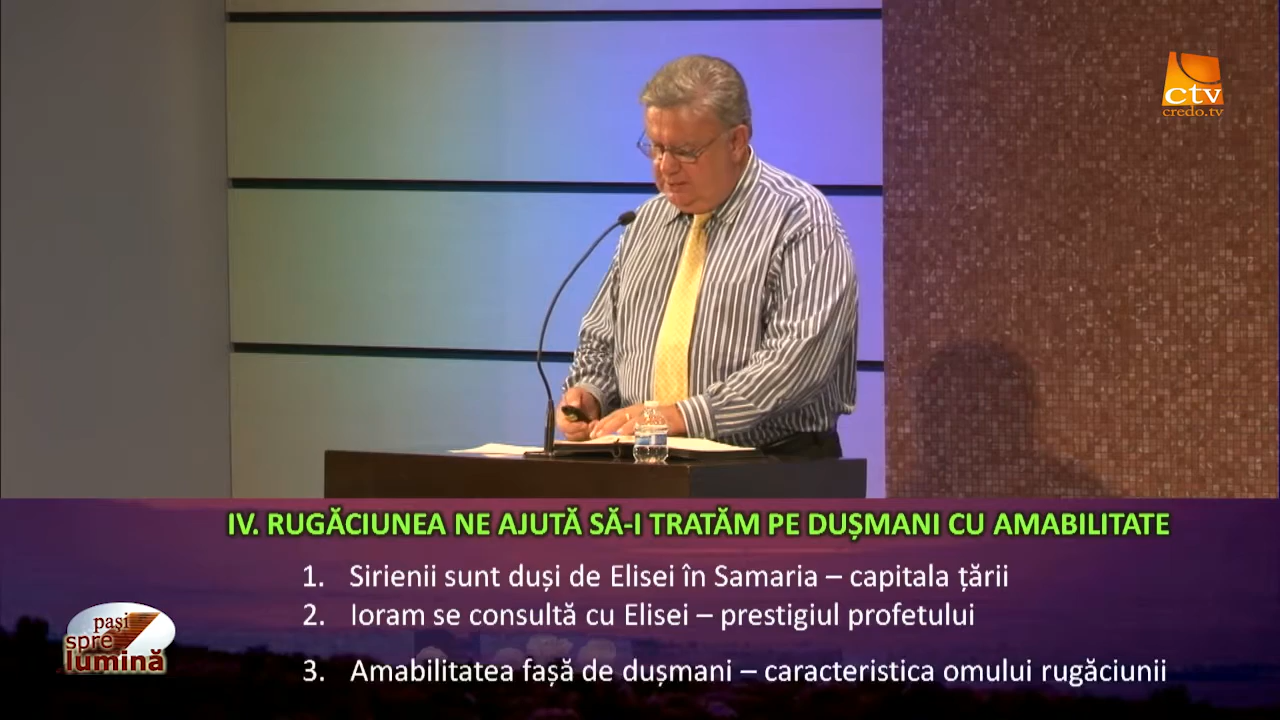 ctv
credo.tv
IV. RUGĂCIUNEA NE AJUTĂ SĂ-I TRATĂM PE DUȘMANI CU AMABILITATE
1. Sirienii sunt duși de Elisei în Samaria – capitala țării
2. Ioram se consultă cu Elisei – prestigiul profetului
3. Amabilitatea fașă de dușmani – caracteristica omului rugăciunii
pași
spre
lumină